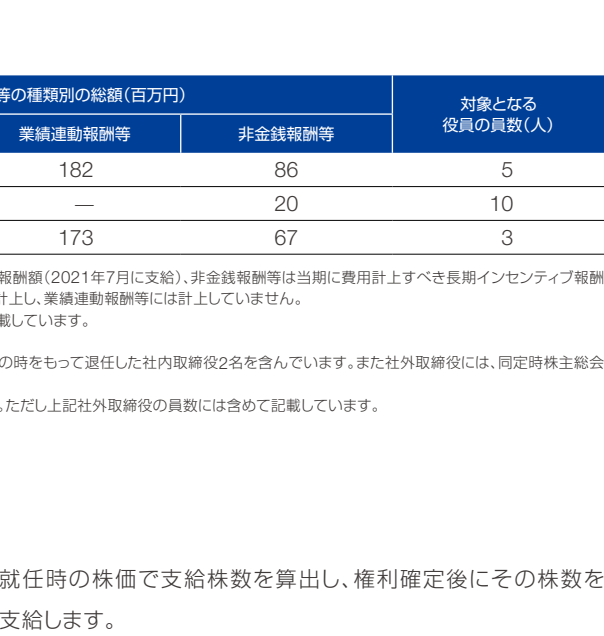 等の種類別の総額（百万円）
対象となる
役員の員数（人）
業績連動報酬等 非金銭報酬等
182 86 5
― 20 10
173 67 3
報酬額（2021年7月に支給）、非金銭報酬等は当期に費用計上すべき長期インセンティブ報酬
計上し、業績連動報酬等には計上していません。
載しています。
の時をもって退任した社内取締役2名を含んでいます。また社外取締役には、同定時株主総会
。ただし上記社外取締役の員数には含めて記載しています。
就任時の株価で支給株数を算出し、権利確定後にその株数を
支給します。